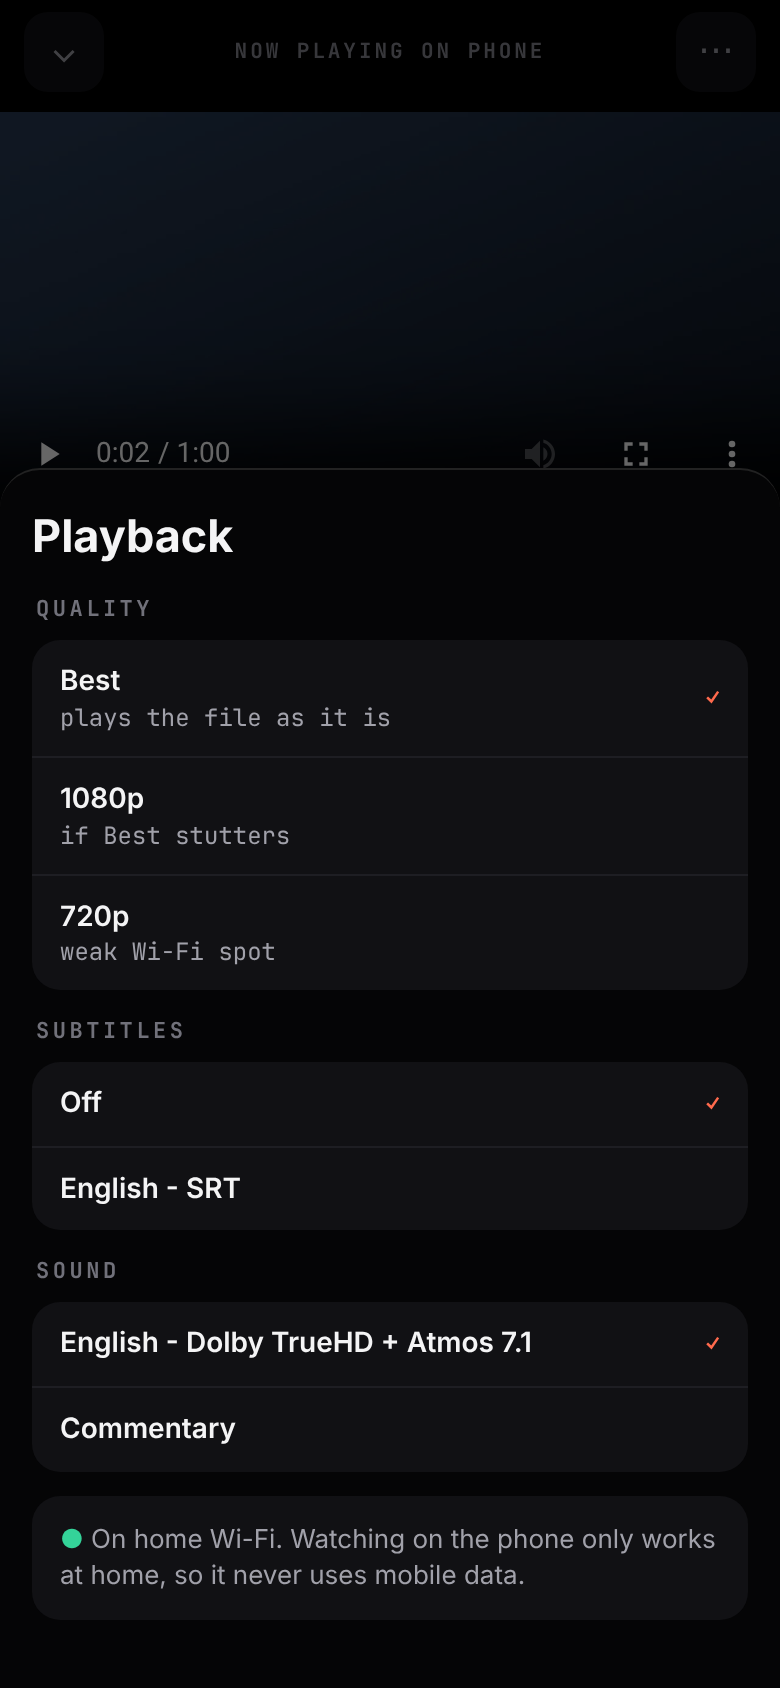 NOW PLAYING ON PHONE
0:02 / 1:00
Playback
QUALITY
Best
plays the file as it is
1080p
if Best stutters
720p
weak Wi-Fi spot
SUBTITLES
Off
English - SRT
SOUND
English - Dolby TrueHD + Atmos 7.1
Commentary
On home Wi-Fi. Watching on the phone only works
at home, so it never uses mobile data.